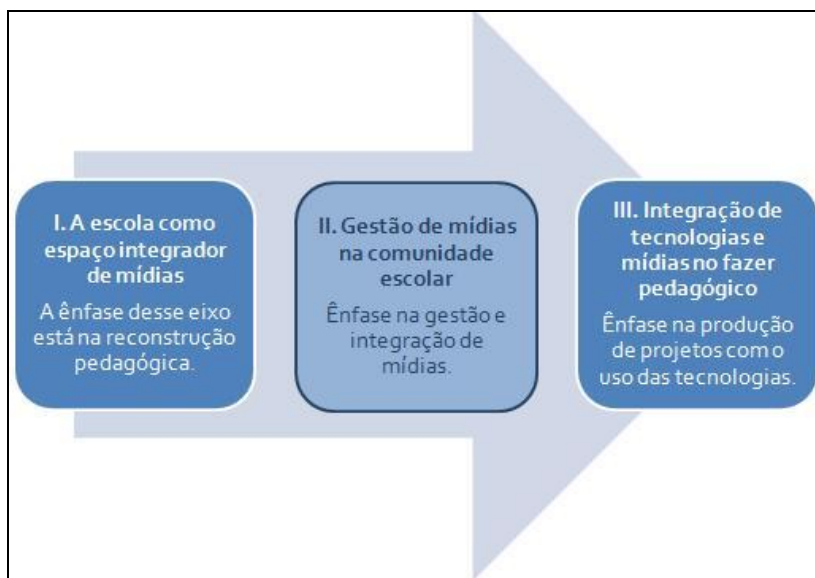 I. A escola como
espaço integrador
de mídias
A ênfase desse eixo
está na reconstrução
pedagógica.
II. Gestão de mídias
na comunidade
escolar
Ênfase na gestão e
integração de
mídias.
III. Integração de
tecnologias e
mídias no fazer
pedagógico
Ênfase na produção
de projetos com o
uso das tecnologias.